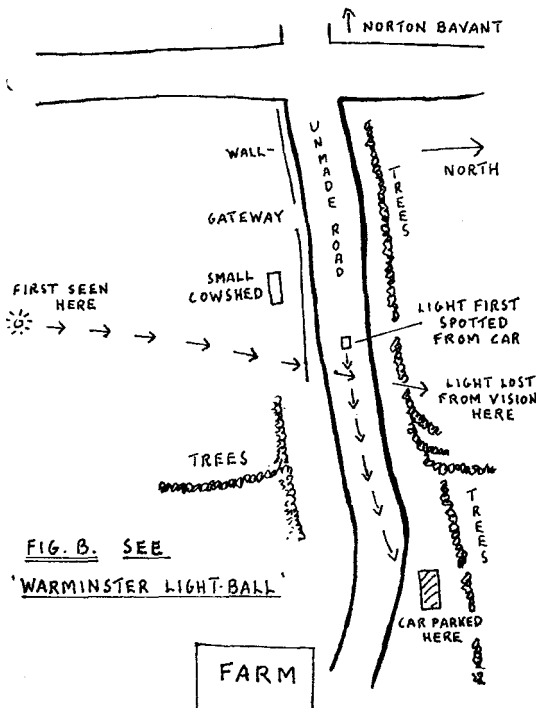 NORTON BAVANT
UNMADE ROAD
WALL-
TREES
NORTH
GATEWAY
FIRST SEEN
HERE
SMALL
COWSHED
LIGHT FIRST
SPOTTED
FROM CAR
LIGHT LOST
FROM VISION
HERE
TREES
TREES
FIG. B. SEE
'WARMINSTER LIGHT-BALL'
CAR PARKED
HERE
FARM